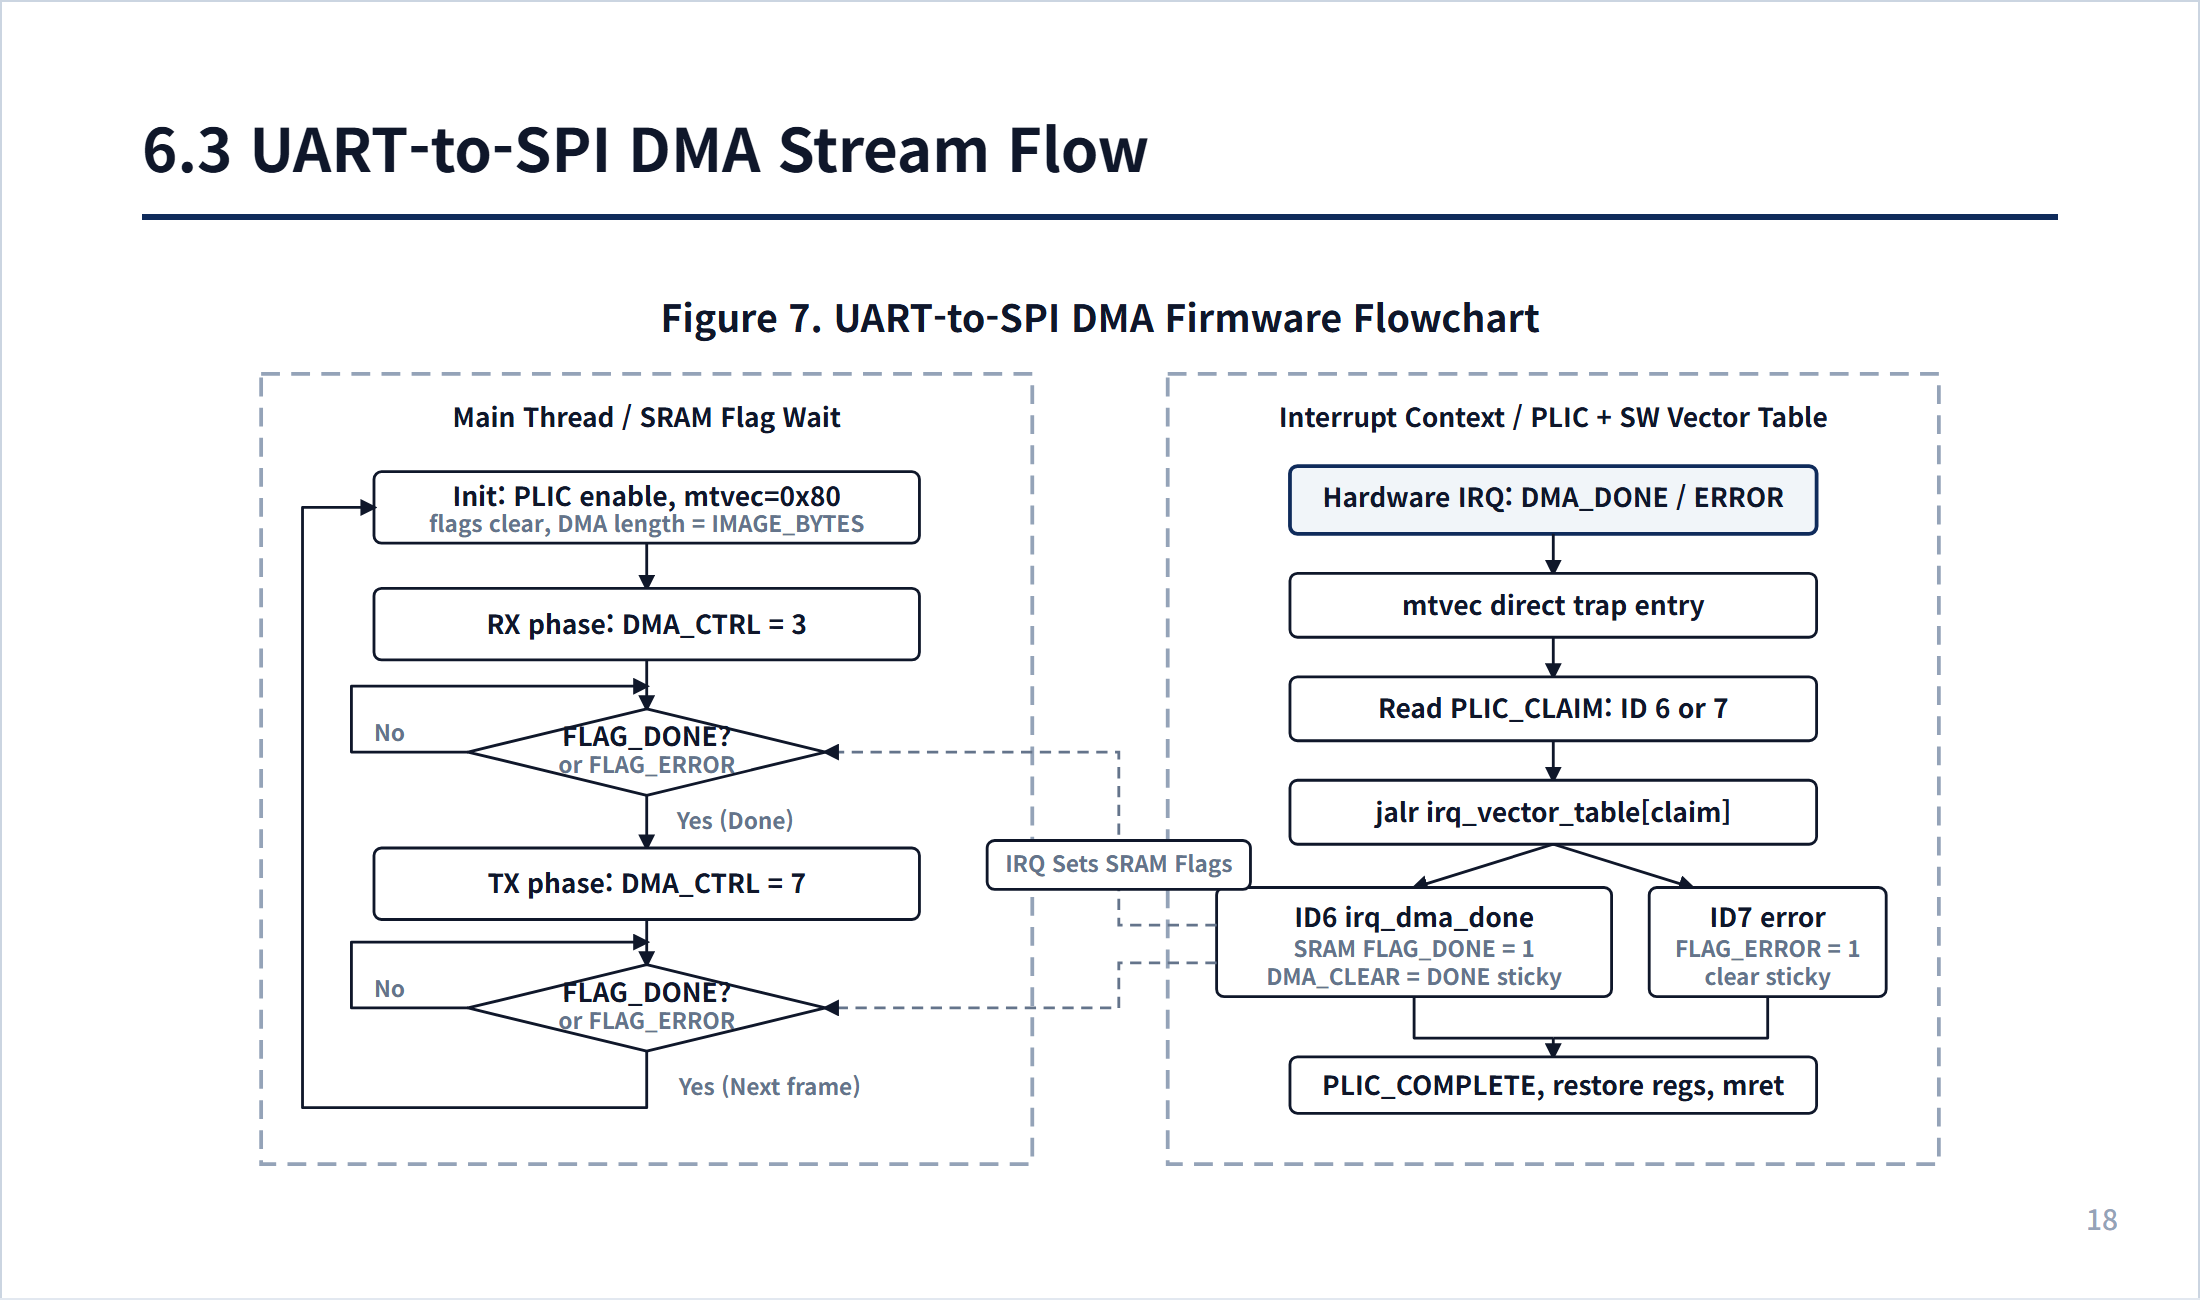 6.3 UART-to-SPI DMA Stream Flow
Figure 7. UART-to-SPI DMA Firmware Flowchart
Main Thread / SRAM Flag Wait
Init: PLIC enable, mtvec=0x80
flags clear, DMA length = IMAGE_BYTES
RX phase: DMA_CTRL = 3
No
FLAG_DONE?
or FLAG_ERROR
Yes (Done)
TX phase: DMA_CTRL = 7
No
FLAG_DONE?
or FLAG_ERROR
Yes (Next frame)
IRQ Sets SRAM Flags
Interrupt Context / PLIC + SW Vector Table
Hardware IRQ: DMA_DONE / ERROR
mtvec direct trap entry
Read PLIC_CLAIM: ID 6 or 7
jalr irq_vector_table[claim]
ID6 irq_dma_done
SRAM FLAG_DONE = 1
DMA_CLEAR = DONE sticky
ID7 error
FLAG_ERROR = 1
clear sticky
PLIC_COMPLETE, restore regs, mret
18